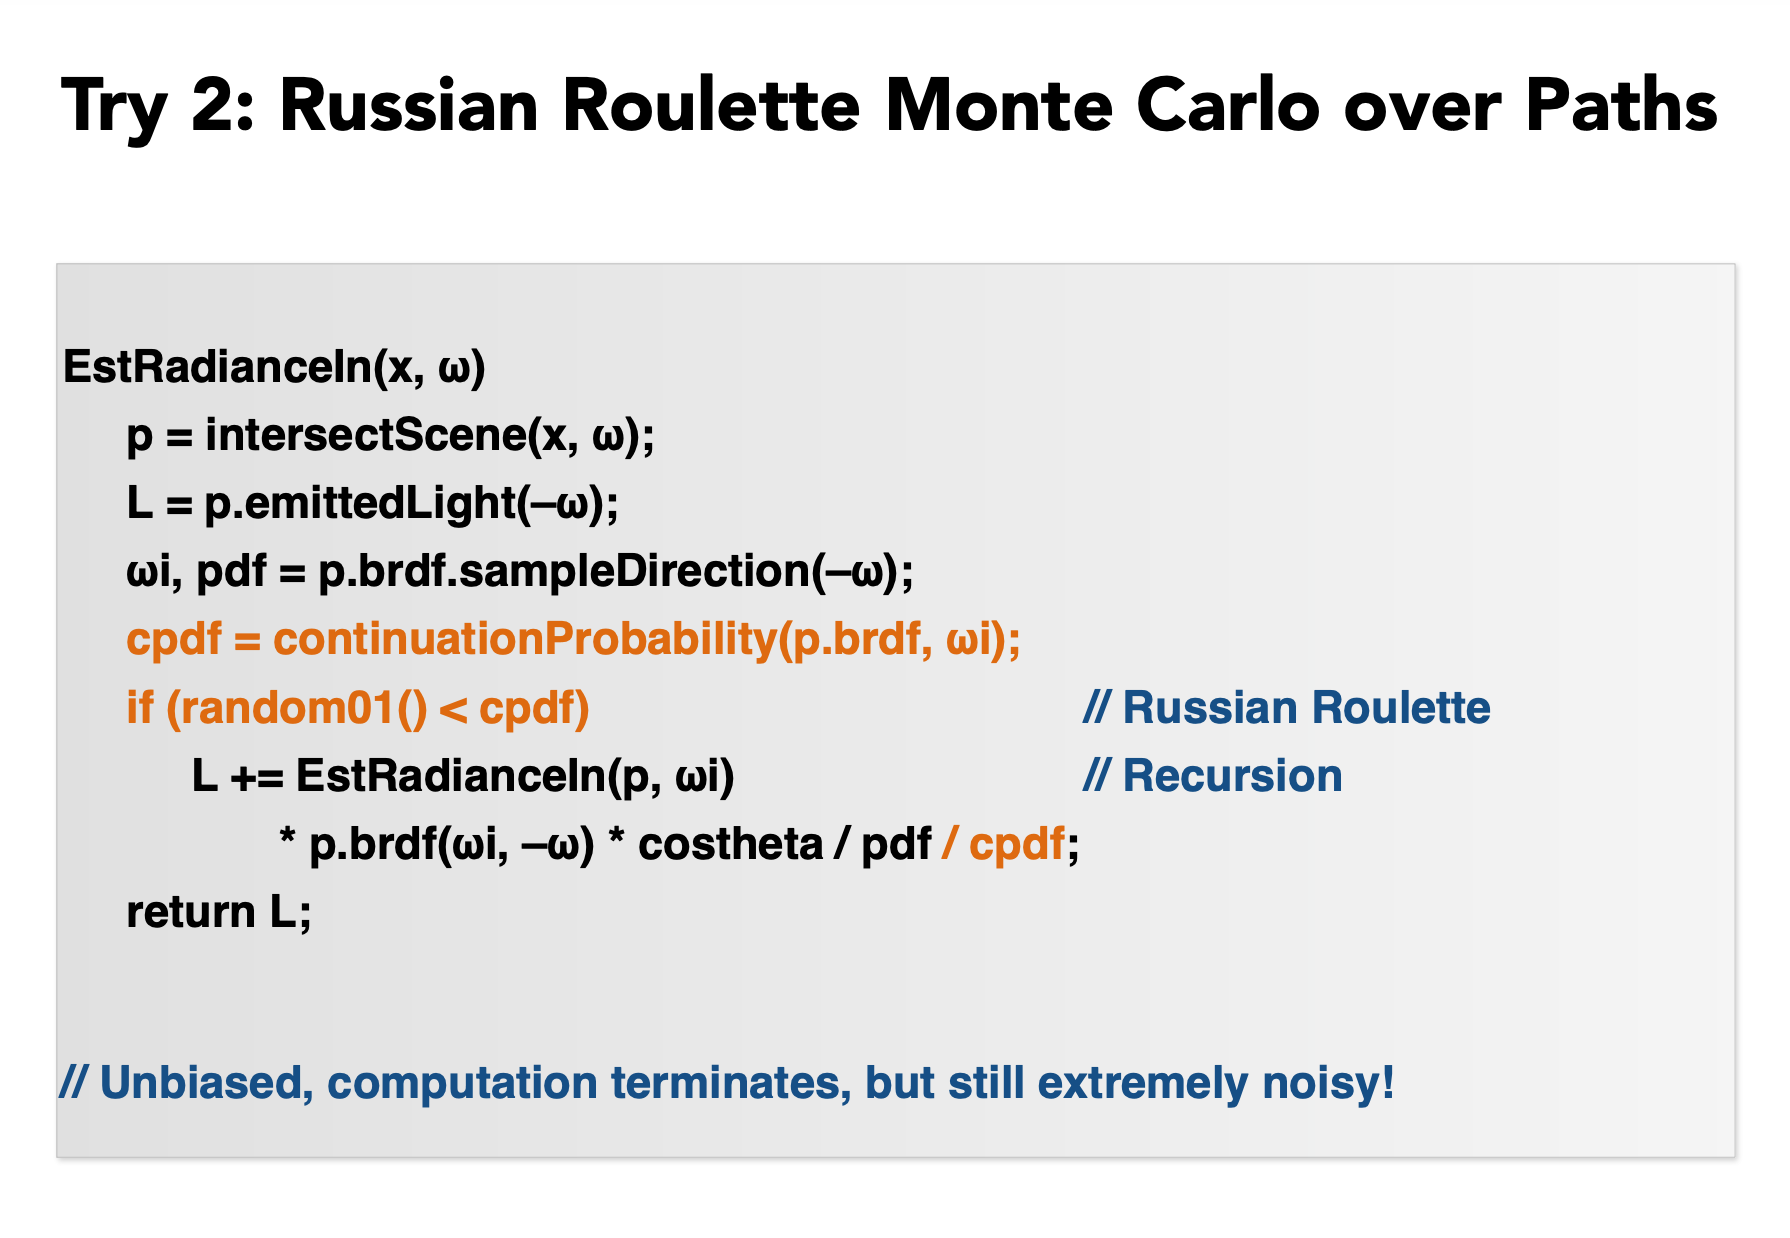 Try 2: Russian Roulette Monte Carlo over Paths
EstRadianceIn(x, ω)
p = intersectScene(x, ω);
L = p.emittedLight(–ω);
ωi, pdf = p.brdf.sampleDirection(–ω);
cpdf = continuationProbability(p.brdf, ωi);
if (random01() < cpdf) // Russian Roulette
L += EstRadianceIn(p, ωi) // Recursion
* p.brdf(ωi, –ω) * costheta / pdf / cpdf;
return L;
// Unbiased, computation terminates, but still extremely noisy!